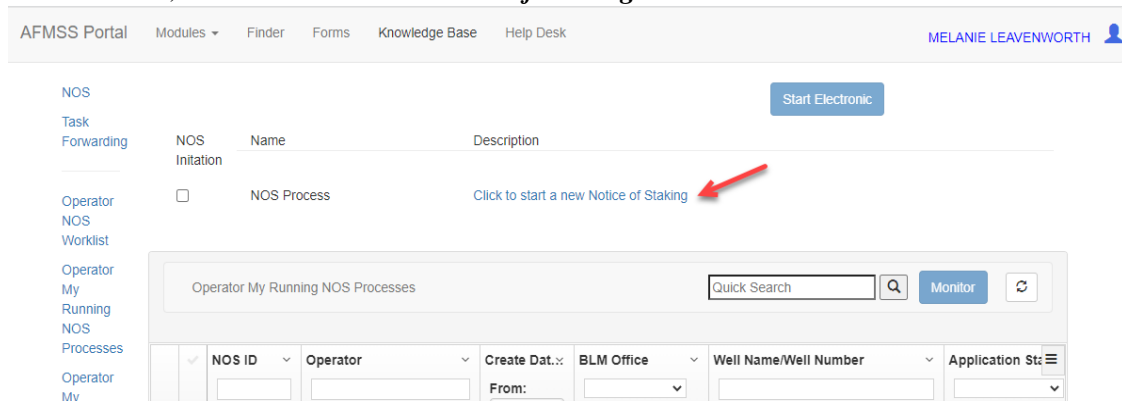 AFMSS Portal Modules Finder Forms Knowledge Base Help Desk MELANIE LEAVENWORTH
NOS
Task
Forwarding
Operator
NOS
Worklist
Operator
My
Running
NOS
Processes
Operator
My
Start Electronic
NOS
Initation
Name
Description
NOS Process
Click to start a new Notice of Staking
Operator My Running NOS Processes
Quick Search
Monitor
NOS ID Operator Create Dat.. BLM Office Well Name/Well Number Application Sta
From: